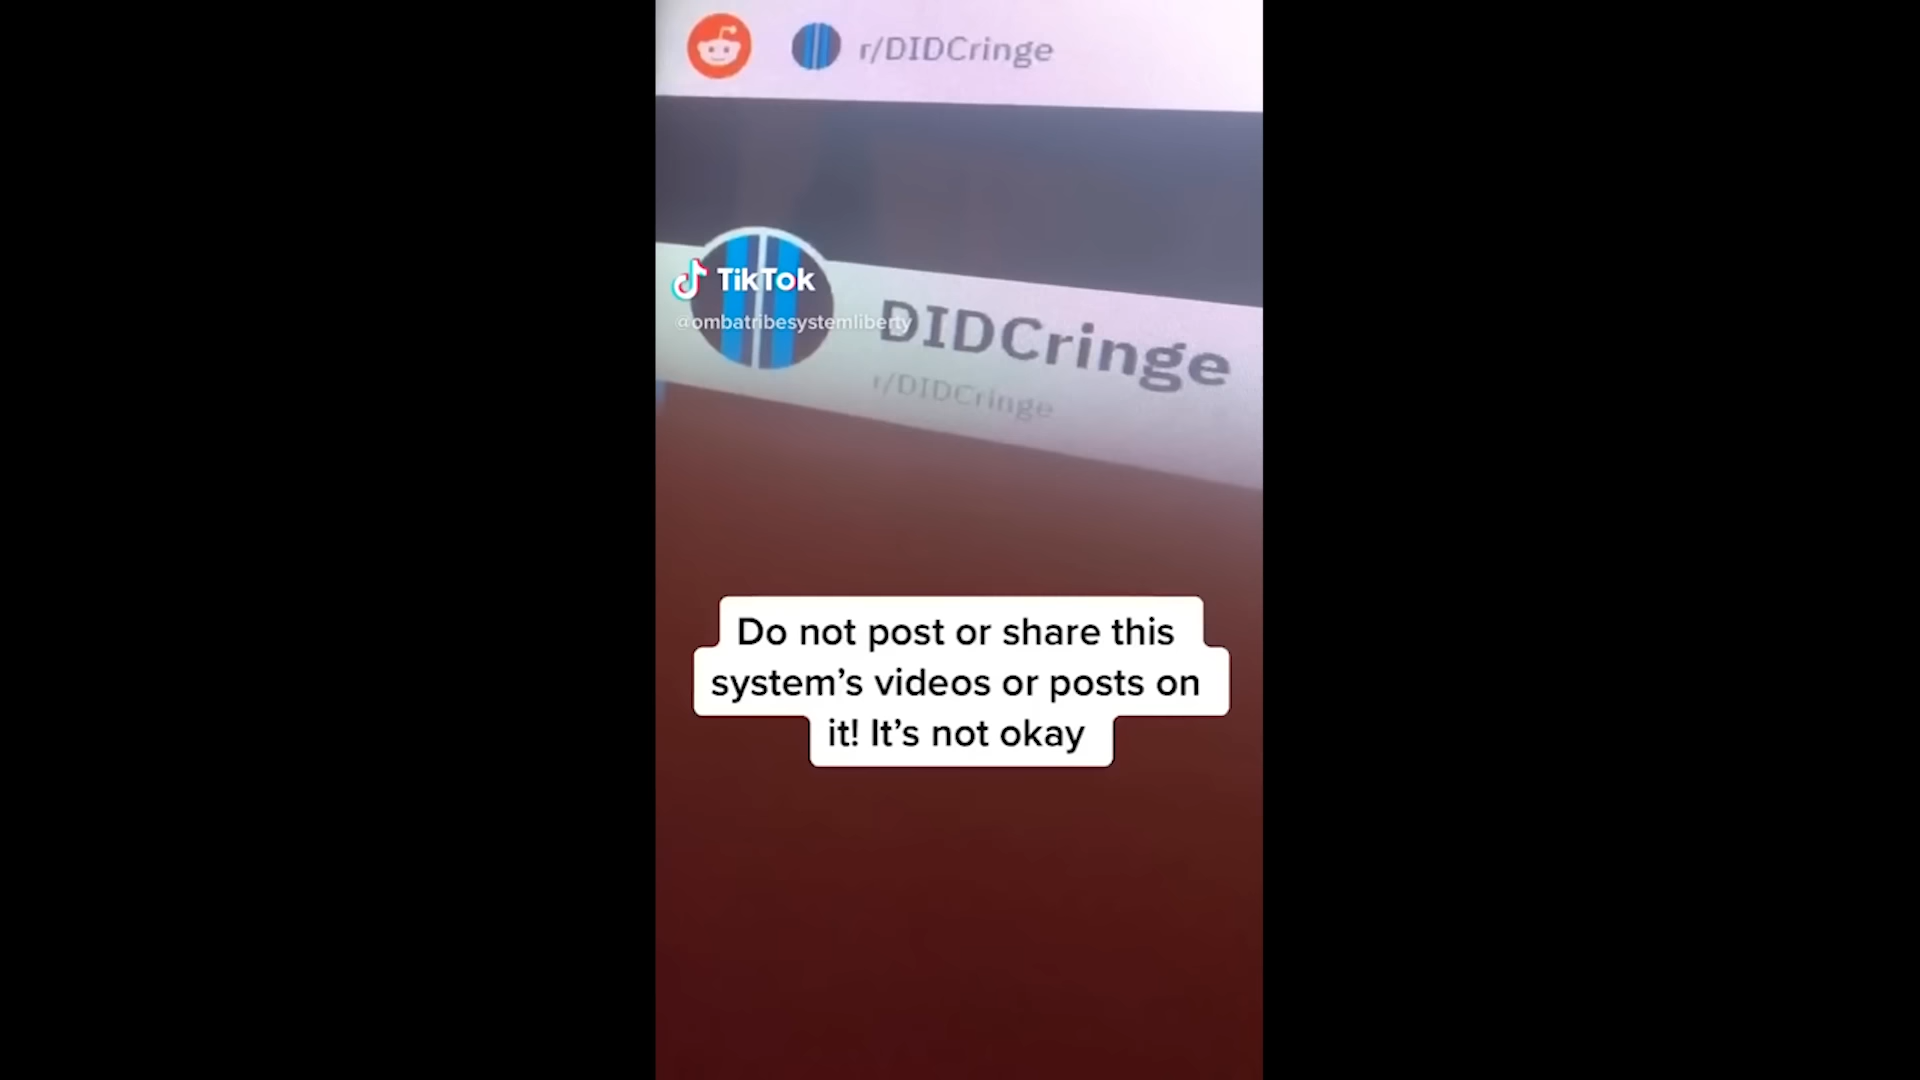 r/DIDCringe
TikTok
@ombatribesystemliberty
DIDCringe
r/DIDCringe
Do not post or share this
system’s videos or posts on
it! It’s not okay